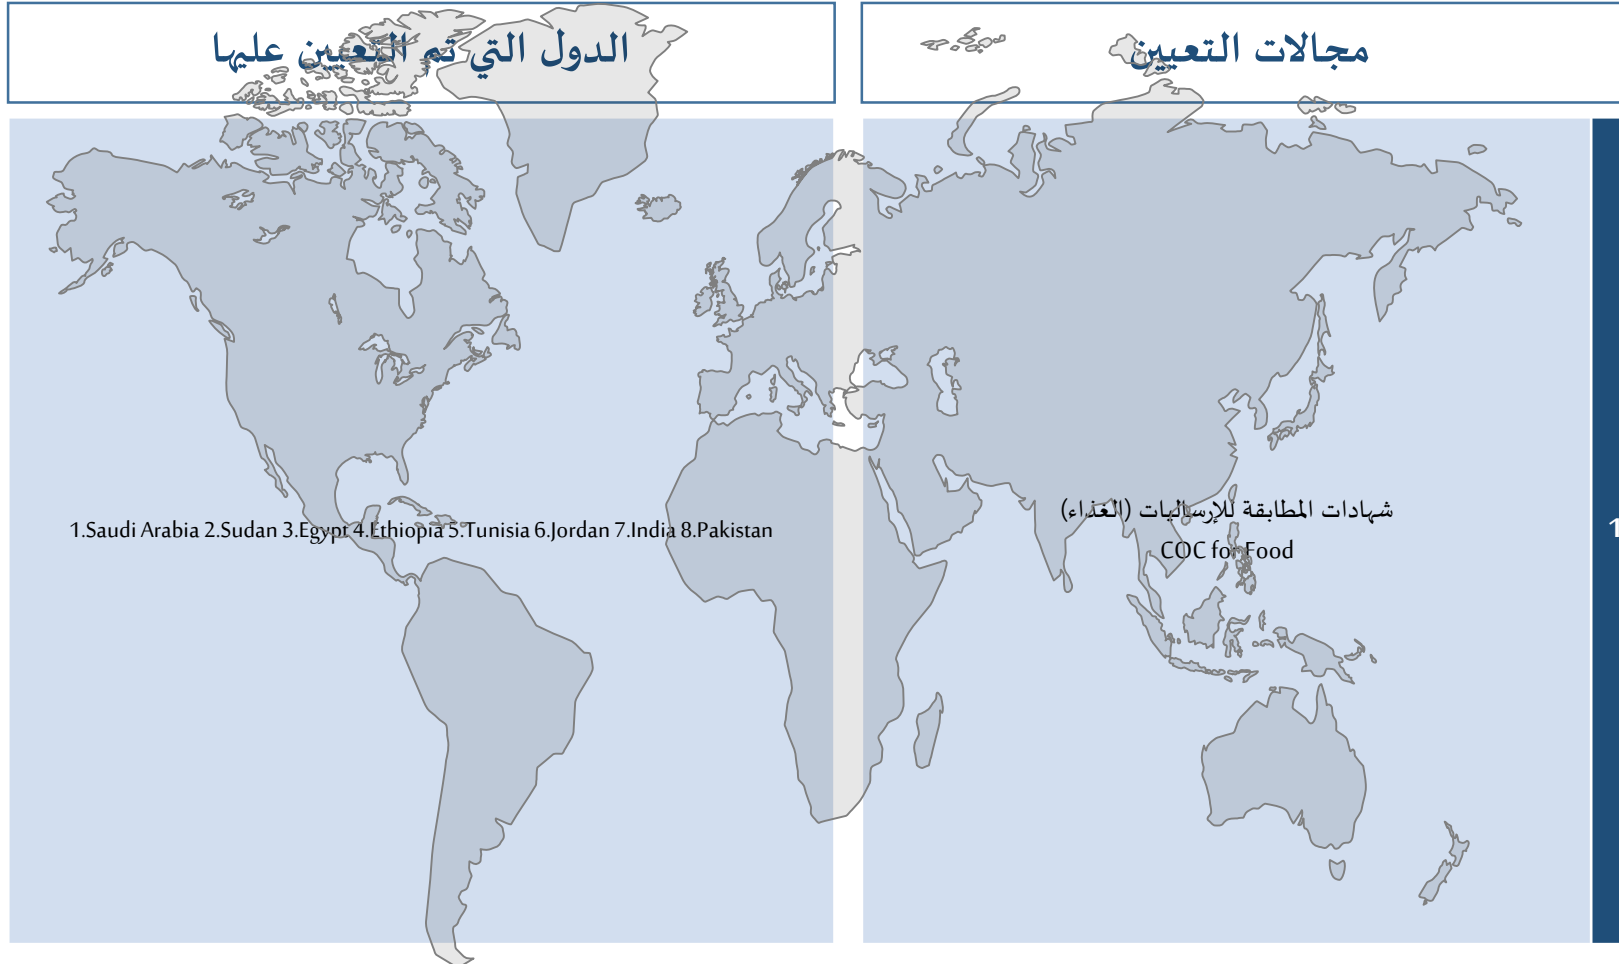 مجالات التعيين
الدول التي تم التعيين عليها
1
شهادات المطابقة للإرساليات (الغذاء)
COC for Food
1.Saudi Arabia 2.Sudan 3.Egypt 4.Ethiopia 5.Tunisia 6.Jordan 7.India 8.Pakistan